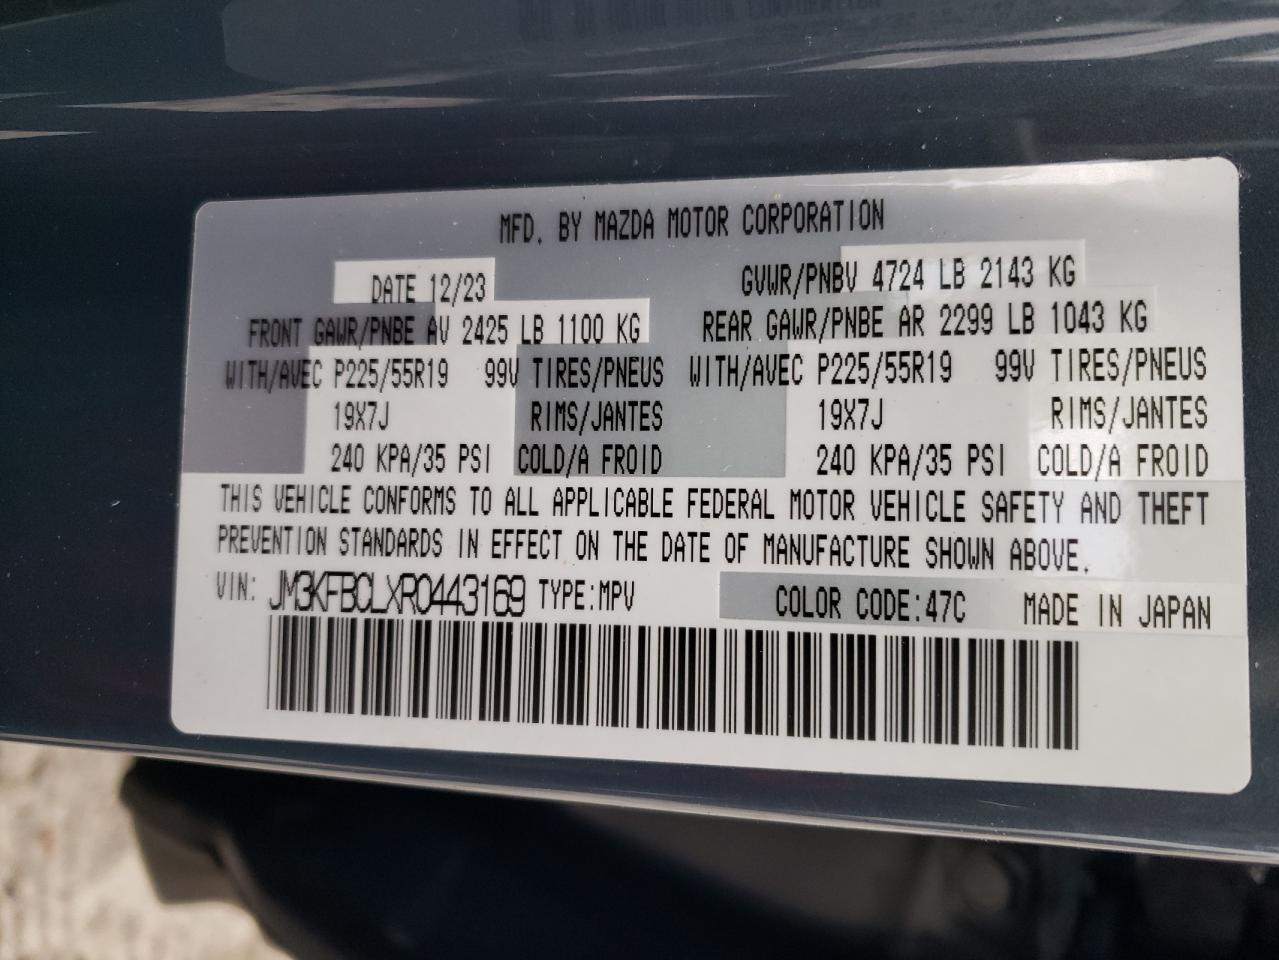 MFD. BY MAZDA MOTOR CORPORATION
DATE 12/23 GVWR/PNBV 4724 LB 2143 KG
FRONT GAWR/PNBE AV 2425 LB 1100 KG REAR GAWR/PNBE AR 2299 LB 1043 KG
WITH/AVEC P225/55R19 99V TIRES/PNEUS WITH/AVEC P225/55R19 99V TIRES/PNEUS
19X7J RIMS/JANTES 19X7J RIMS/JANTES
240 KPA/35 PSI COLD/A FROID 240 KPA/35 PSI COLD/A FROID
THIS VEHICLE CONFORMS TO ALL APPLICABLE FEDERAL MOTOR VEHICLE SAFETY AND THEFT
PREVENTION STANDARDS IN EFFECT ON THE DATE OF MANUFACTURE SHOWN ABOVE.
VIN: JM3KFBCLXR0443169 TYPE:MPV COLOR CODE:47C MADE IN JAPAN